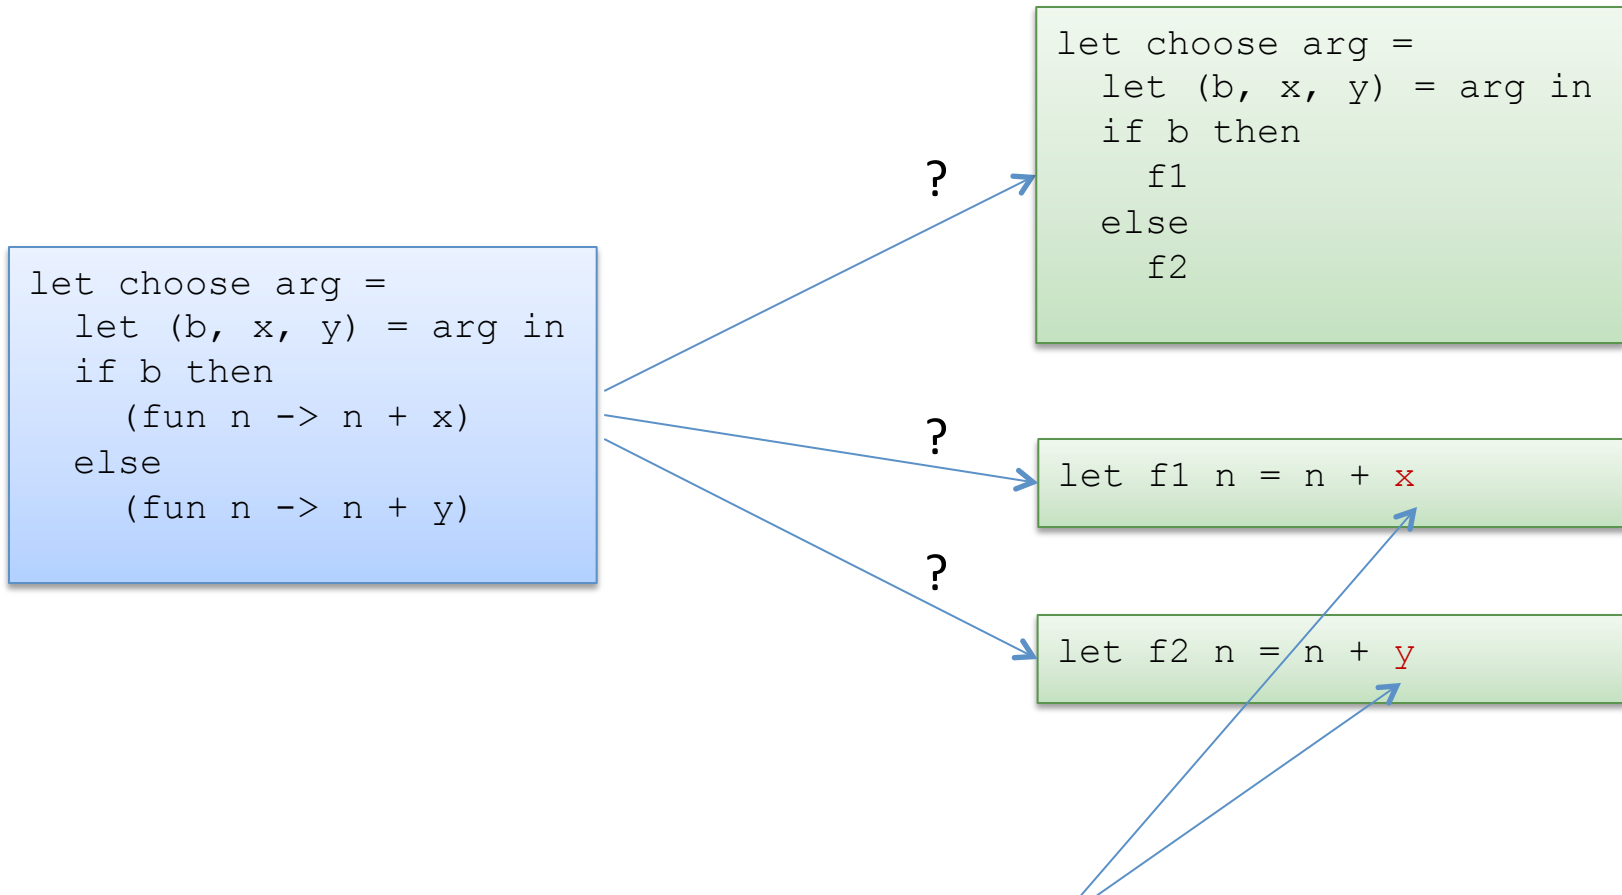 let choose arg =
  let (b, x, y) = arg in
  if b then
    (fun n -> n + x)
  else
    (fun n -> n + y)
?
?
?
let choose arg =
  let (b, x, y) = arg in
  if b then
    f1
  else
    f2
let f1 n = n + x
let f2 n = n + y